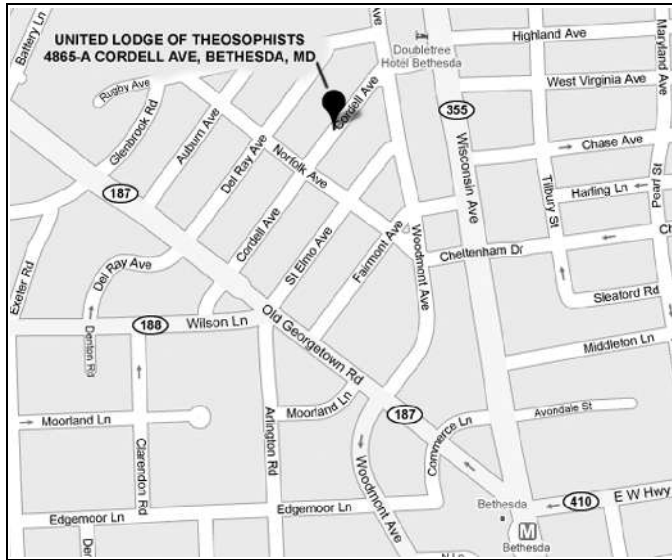 Battery Ln
UNITED LODGE OF THEOSOPHISTS
4865-A CORDELL AVE, BETHESDA, MD
Highland Ave
Maryland Ave
Doubletree
Hotel Bethesda
West Virginia Ave
Rugby Ave
Cordell Ave
355
Glenbrook Rd
Auburn Ave
Wisconsin Ave
Chase Ave
Norfolk Ave
Del Ray Ave
187
Tilbury St
Harling Ln
Pearl St
Cordell Ave
St Elmo Ave
Fairmont Ave
Woodmont Ave
Ch
Cheltenham Dr
Exeter Rd
Del Ray Ave
Sleaford Rd
188
Wilson Ln
Old Georgetown Rd
Denton Rd
Middleton Ln
Moorland Ln
Moorland Ln
187
Avondale St
Clarendon Rd
Arlington Rd
Commerce Ln
Woodmont Ave
Edgemoor Ln
Edgemoor Ln
Bethesda
410
E W Hwy
M
Bethesda
De
N Ln